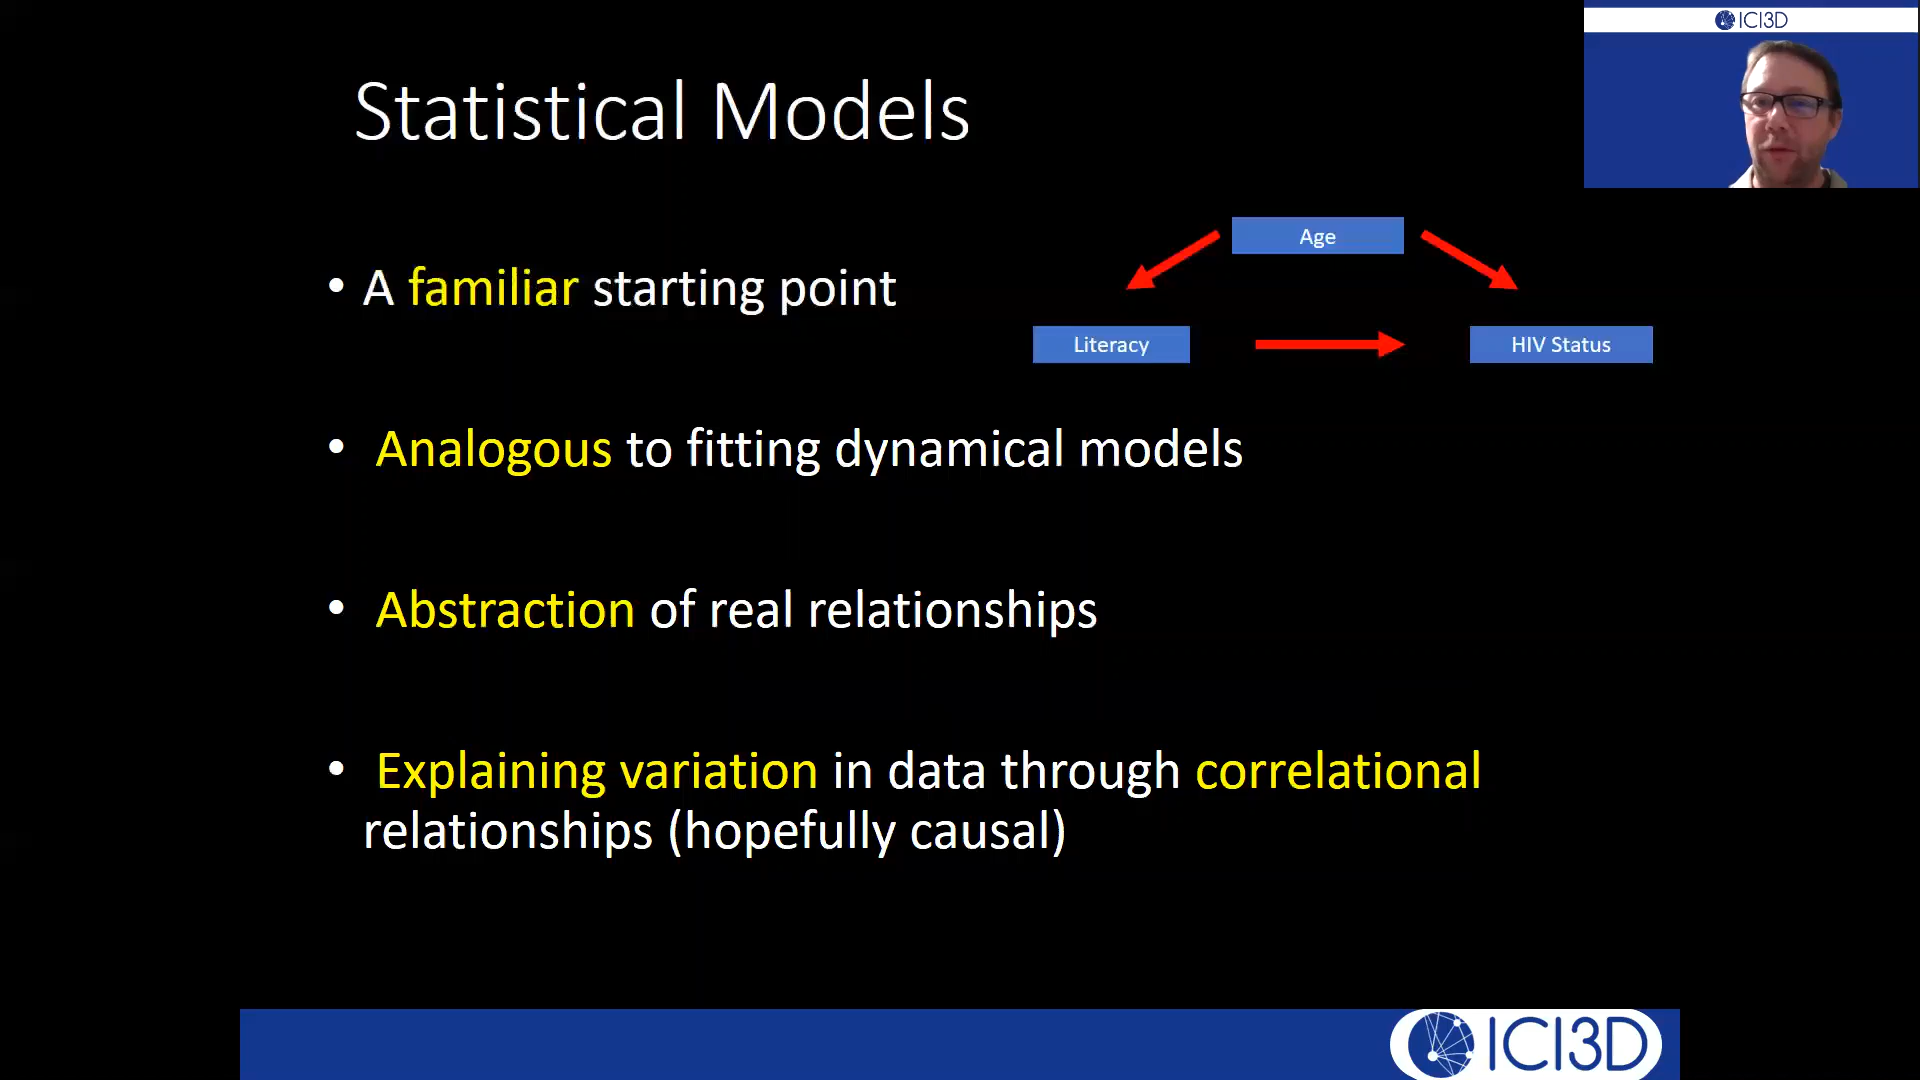 ICI3D
Statistical Models
Age
• A familiar starting point
Literacy
HIV Status
• Analogous to fitting dynamical models
• Abstraction of real relationships
• Explaining variation in data through correlational
relationships (hopefully causal)
ICI3D